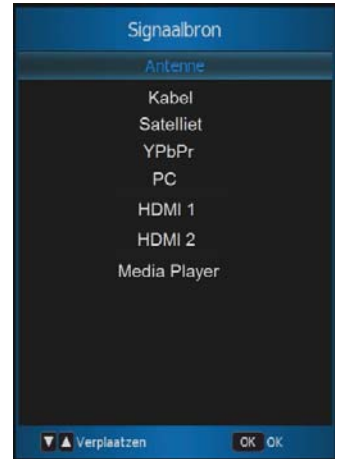 Signaalbron
Antenne
Kabel
Satelliet
YPbPr
PC
HDMI 1
HDMI 2
Media Player
Verplaatzen OK OK